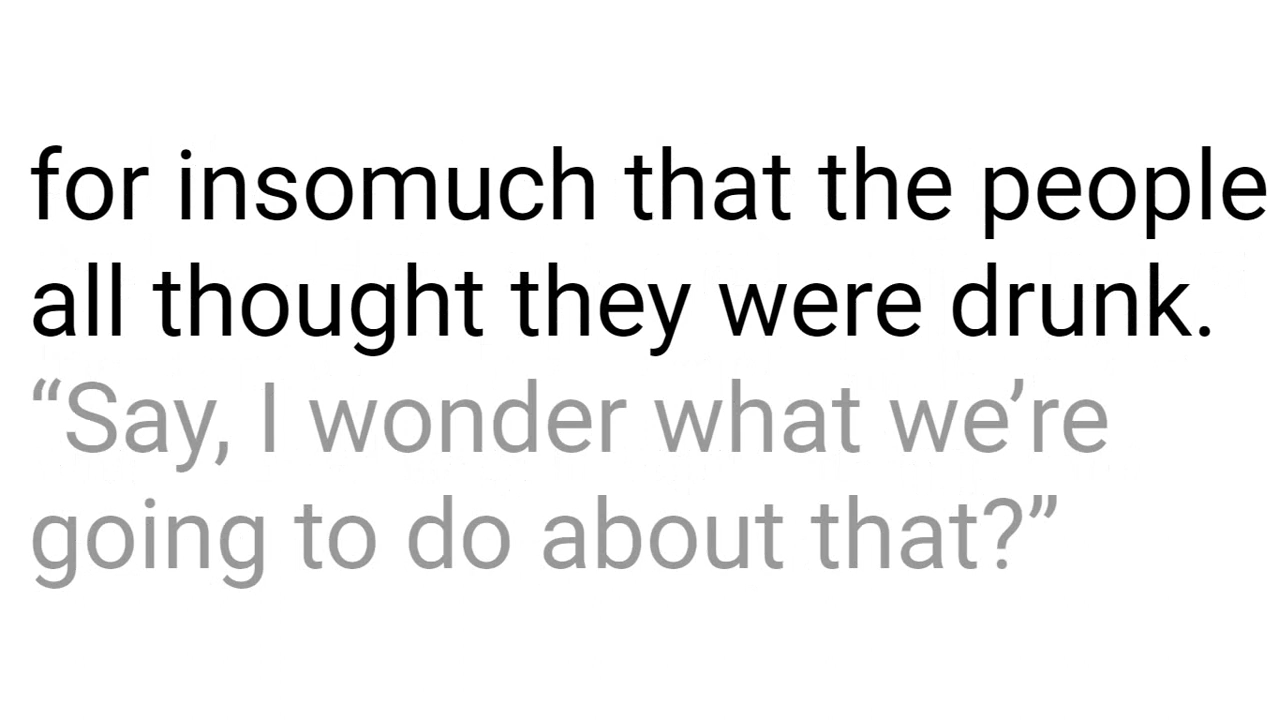 for insomuch that the people
all thought they were drunk.
“Say, I wonder what we’re
going to do about that?”